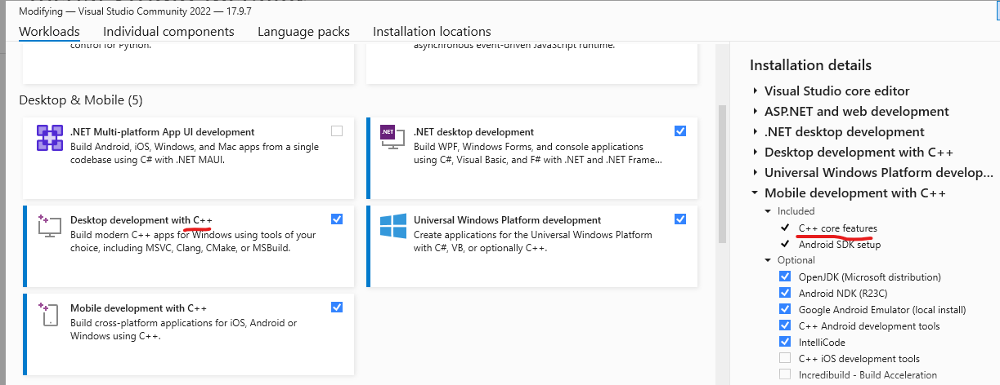 Modifying — Visual Studio Community 2022 — 17.9.7
Workloads Individual components Language packs Installation locations
control for Python.
asynchronous event-driven JavaScript runtime.
Desktop & Mobile (5)
.NET Multi-platform App UI development
Build Android, iOS, Windows, and Mac apps from a single
codebase using C# with .NET MAUI.
.NET
.NET desktop development
Build WPF, Windows Forms, and console applications
using C#, Visual Basic, and F# with .NET and .NET Frame...
Desktop development with C++
Build modern C++ apps for Windows using tools of your
choice, including MSVC, Clang, CMake, or MSBuild.
Universal Windows Platform development
Create applications for the Universal Windows Platform
with C#, VB, or optionally C++.
Mobile development with C++
Build cross-platform applications for iOS, Android or
Windows using C++.
Installation details
Visual Studio core editor
ASP.NET and web development
.NET desktop development
Desktop development with C++
Universal Windows Platform develop...
Mobile development with C++
Included
C++ core features
Android SDK setup
Optional
OpenJDK (Microsoft distribution)
Android NDK (R23C)
Google Android Emulator (local install)
C++ Android development tools
IntelliCode
C++ iOS development tools
Incredibuild - Build Acceleration